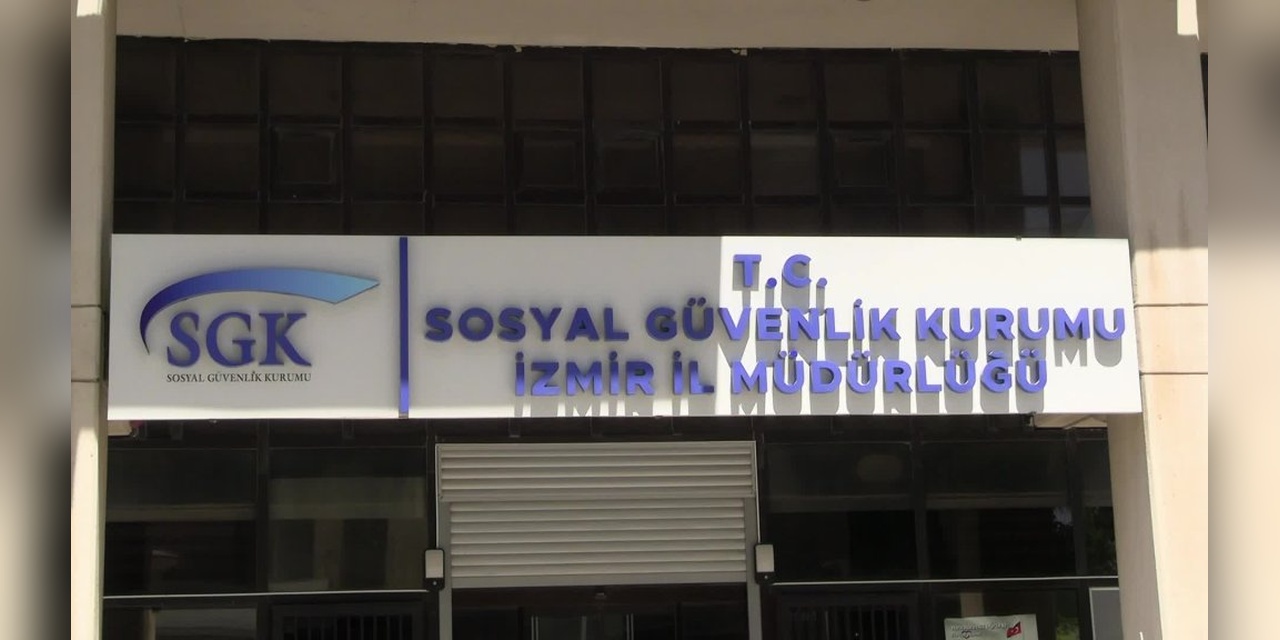 SGK
SOSYAL GÜVENLİK KURUMU
T.C.
SOSYAL GÜVENLİK KURUMU
İZMİR İL MÜDÜRLÜĞÜ